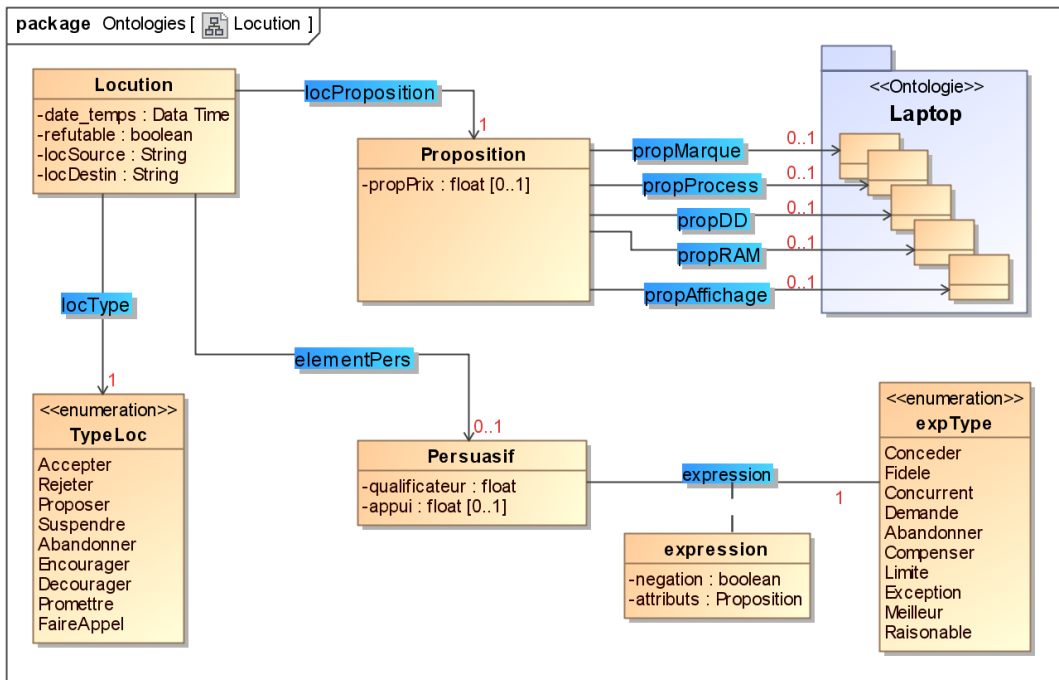 package Ontologies [ Locution ]
Locution
-date_temps : Data Time
-refutable : boolean
-locSource : String
-locDestin : String
locProposition
1
Proposition
-propPrix : float [0..1]
propMarque
0..1
propProcess
0..1
propDD
0..1
propRAM
0..1
propAffichage
0..1
<<Ontologie>>
Laptop
locType
1
elementPers
0..1
<<enumeration>>
TypeLoc
Accepter
Rejeter
Proposer
Suspendre
Abandonner
Encourager
Decourager
Promettre
FaireAppel
Persuasif
-qualificateur : float
-appui : float [0..1]
expression
1
expression
-negation : boolean
-attributs : Proposition
<<enumeration>>
expType
Conceder
Fidele
Concurrent
Demande
Abandonner
Compenser
Limite
Exception
Meilleur
Raisonable